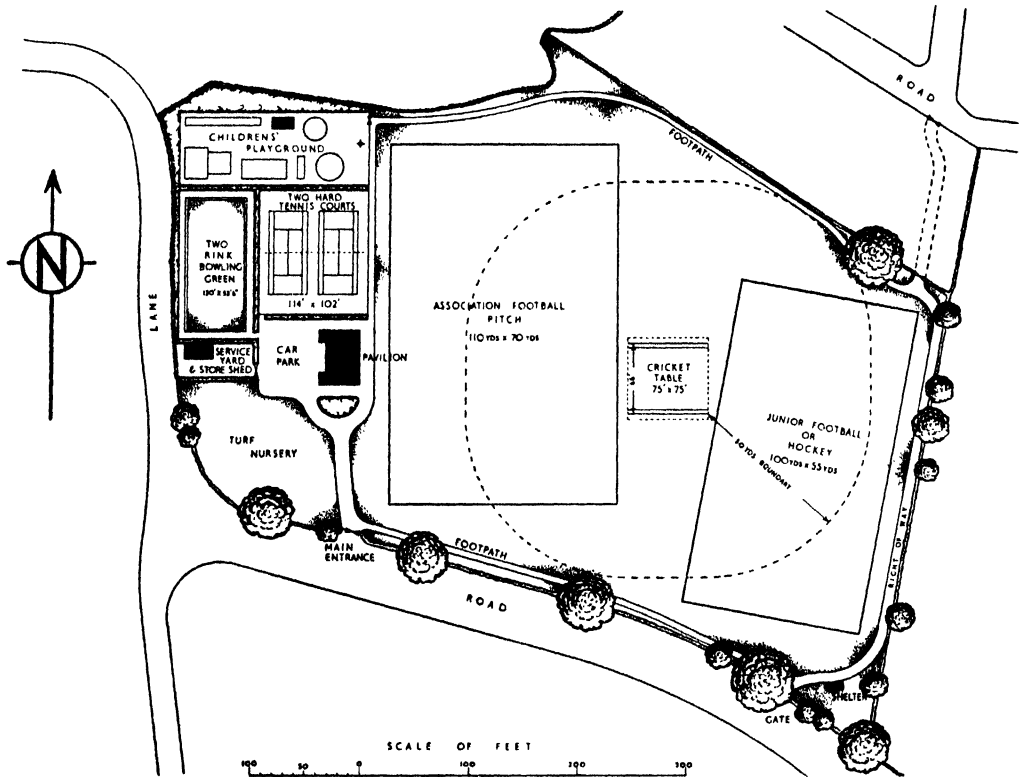 ROAD
CHILDRENS'
PLAYGROUND
FOOTPATH
TWO HARD
TENNIS COURTS
TWO
RINK
BOWLING
GREEN
114' x 102'
N
LANE
ASSOCIATION FOOTBALL
PITCH
110 YDS x 70 YDS
CAR
PARK
PAVILION
SERVICE
YARD
& STORE SHED
66'
CRICKET
TABLE
75' x 75'
JUNIOR FOOTBALL
OR
HOCKEY
100 YDS x 55 YDS
50 YDS BOUNDARY
TURF
NURSERY
RIGHT OF WAY
MAIN
ENTRANCE
FOOTPATH
ROAD
SHELTER
GATE
SCALE OF FEET
100 50 0 100 200 300